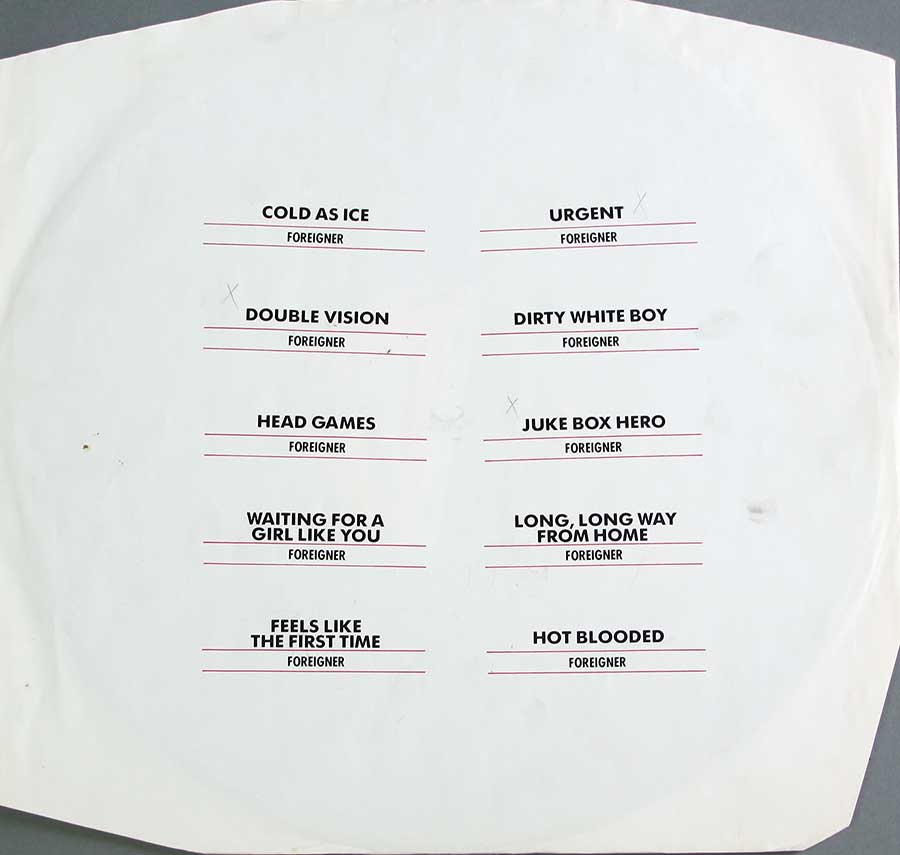 COLD AS ICE
FOREIGNER
X
DOUBLE VISION
FOREIGNER
HEAD GAMES
FOREIGNER
WAITING FOR A
GIRL LIKE YOU
FOREIGNER
FEELS LIKE
THE FIRST TIME
FOREIGNER
URGENT X
FOREIGNER
DIRTY WHITE BOY
FOREIGNER
X
JUKE BOX HERO
FOREIGNER
LONG, LONG WAY
FROM HOME
FOREIGNER
HOT BLOODED
FOREIGNER